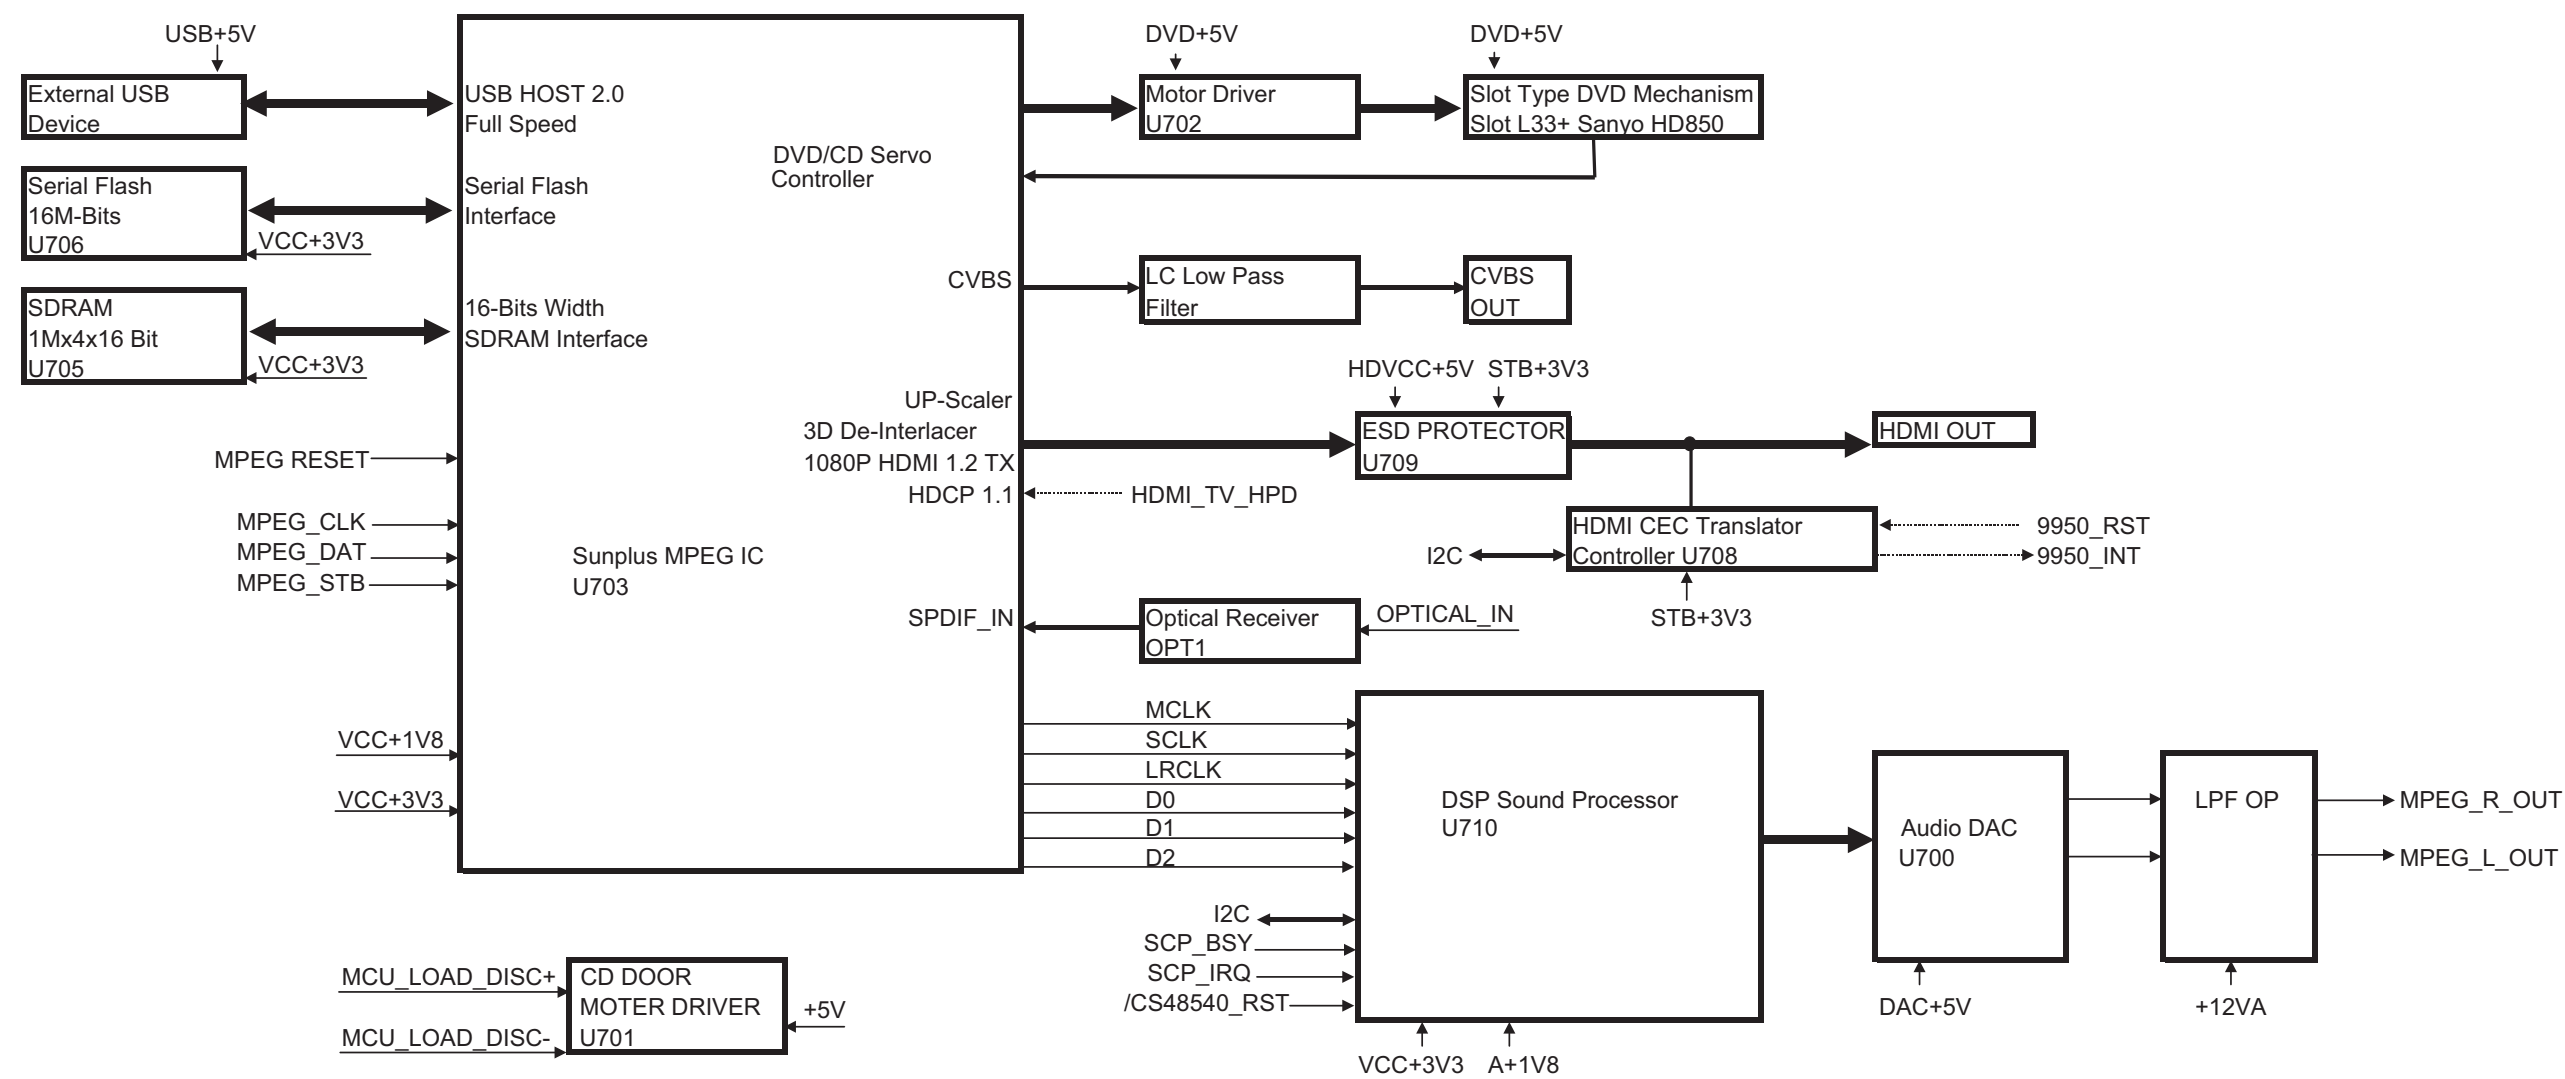 USB+5V
External USB
Device
USB HOST 2.0
Full Speed
DVD/CD Servo
Controller
DVD+5V
Motor Driver
U702
DVD+5V
Slot Type DVD Mechanism
Slot L33+ Sanyo HD850
Serial Flash
16M-Bits
U706
VCC+3V3
Serial Flash
Interface
SDRAM
1Mx4x16 Bit
U705
VCC+3V3
16-Bits Width
SDRAM Interface
CVBS
LC Low Pass
Filter
CVBS
OUT
UP-Scaler
3D De-Interlacer
1080P HDMI 1.2 TX
HDCP 1.1
HDVCC+5V
STB+3V3
ESD PROTECTOR
U709
HDMI OUT
HDMI_TV_HPD
HDMI CEC Translator
Controller U708
I2C
9950_RST
9950_INT
STB+3V3
MPEG RESET
MPEG_CLK
MPEG_DAT
MPEG_STB
Sunplus MPEG IC
U703
SPDIF_IN
Optical Receiver
OPT1
OPTICAL_IN
VCC+1V8
VCC+3V3
MCLK
SCLK
LRCLK
D0
D1
D2
DSP Sound Processor
U710
I2C
SCP_BSY
SCP_IRQ
/CS48540_RST
VCC+3V3
A+1V8
Audio DAC
U700
DAC+5V
LPF OP
+12VA
MPEG_R_OUT
MPEG_L_OUT
MCU_LOAD_DISC+
MCU_LOAD_DISC-
CD DOOR
MOTER DRIVER
U701
+5V